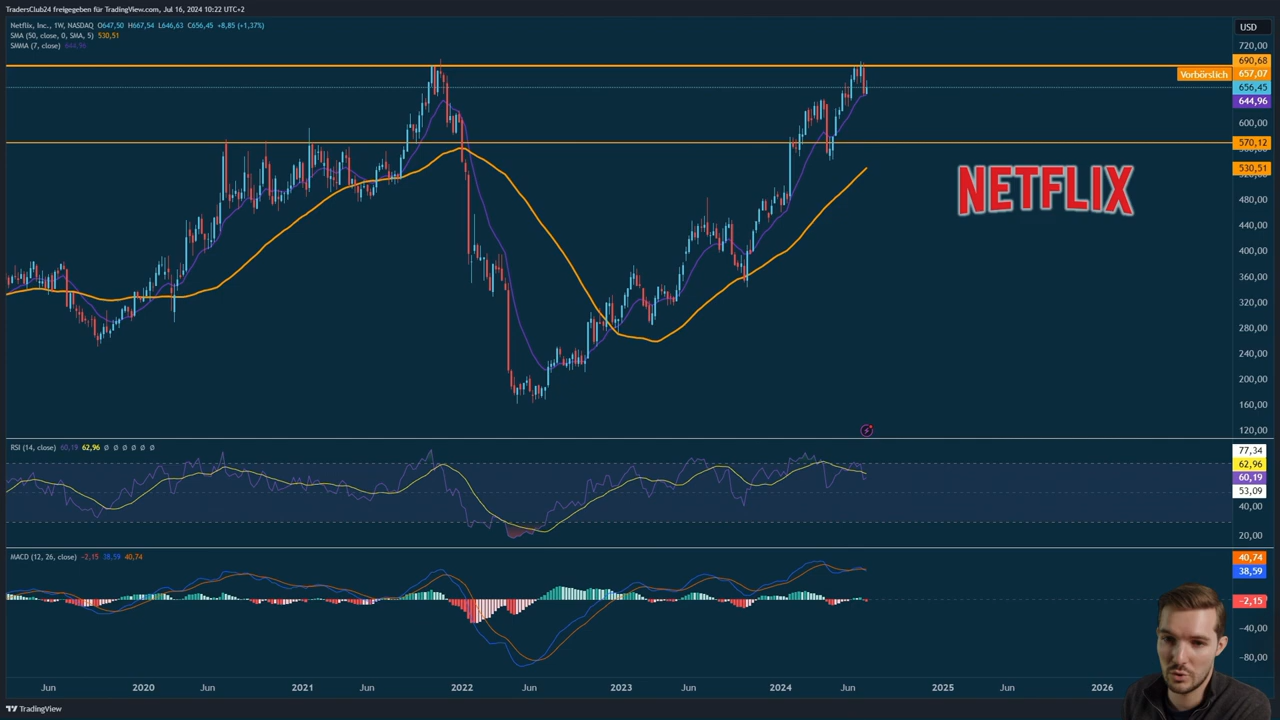 TradersClub24 freigegeben für TradingView.com, Jul 16, 2024 10:22 UTC+2
Netflix, Inc., 1W, NASDAQ O647,50 H667,54 L646,63 C656,45 +8,85 (+1,37%)
SMA (50, close, 0, SMA, 5) 530,51
SMMA (7, close) 644,96
USD
720,00
690,68
Vorbörslich 657,07
656,45
644,96
600,00
570,12
530,51
NETFLIX
480,00
440,00
400,00
360,00
320,00
280,00
240,00
200,00
160,00
120,00
RSI (14, close) 60,19 62,96 Ø Ø Ø Ø Ø Ø
77,34
62,96
60,19
53,09
40,00
20,00
MACD (12, 26, close) −2,15 38,59 40,74
40,74
38,59
−2,15
−40,00
−80,00
Jun 2020 Jun 2021 Jun 2022 Jun 2023 Jun 2024 Jun 2025 Jun 2026
TradingView